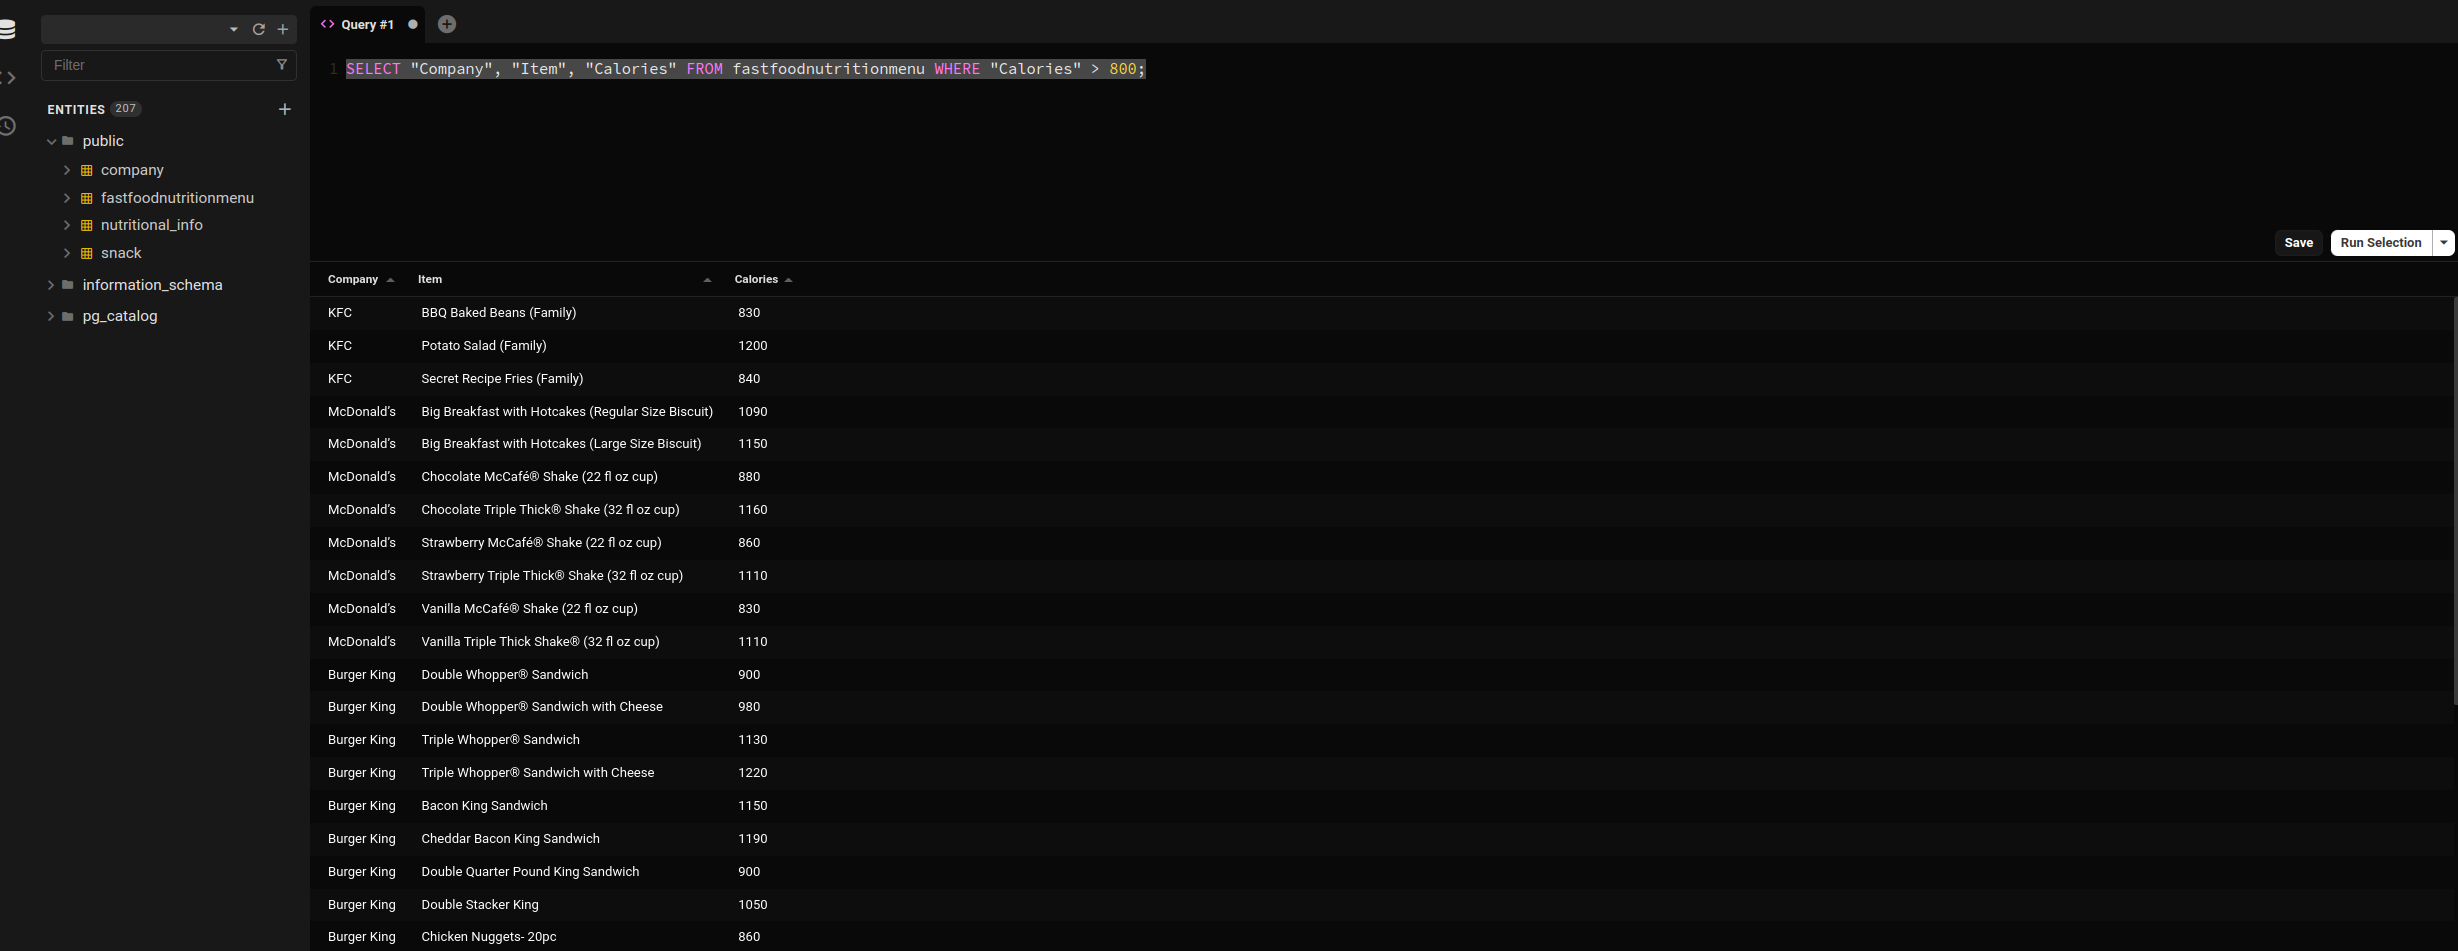 Query #1
Filter
1 SELECT "Company", "Item", "Calories" FROM fastfoodnutritionmenu WHERE "Calories" > 800;
ENTITIES 207
public
company
fastfoodnutritionmenu
nutritional_info
snack
information_schema
pg_catalog
Save Run Selection
Company Item Calories
KFC BBQ Baked Beans (Family) 830
KFC Potato Salad (Family) 1200
KFC Secret Recipe Fries (Family) 840
McDonald’s Big Breakfast with Hotcakes (Regular Size Biscuit) 1090
McDonald’s Big Breakfast with Hotcakes (Large Size Biscuit) 1150
McDonald’s Chocolate McCafé® Shake (22 fl oz cup) 880
McDonald’s Chocolate Triple Thick® Shake (32 fl oz cup) 1160
McDonald’s Strawberry McCafé® Shake (22 fl oz cup) 860
McDonald’s Strawberry Triple Thick® Shake (32 fl oz cup) 1110
McDonald’s Vanilla McCafé® Shake (22 fl oz cup) 830
McDonald’s Vanilla Triple Thick Shake® (32 fl oz cup) 1110
Burger King Double Whopper® Sandwich 900
Burger King Double Whopper® Sandwich with Cheese 980
Burger King Triple Whopper® Sandwich 1130
Burger King Triple Whopper® Sandwich with Cheese 1220
Burger King Bacon King Sandwich 1150
Burger King Cheddar Bacon King Sandwich 1190
Burger King Double Quarter Pound King Sandwich 900
Burger King Double Stacker King 1050
Burger King Chicken Nuggets- 20pc 860